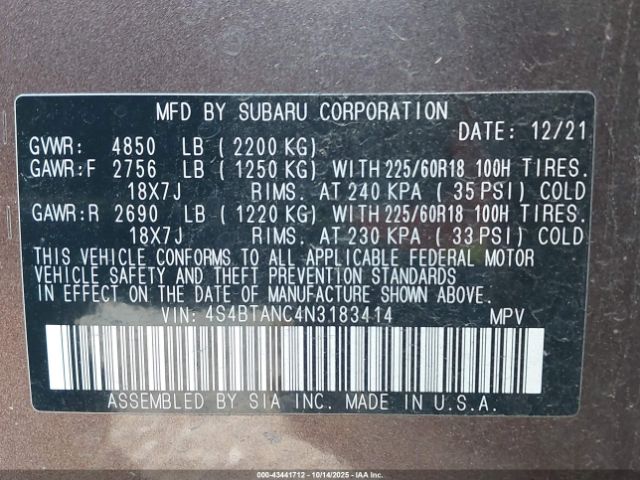 MFD BY SUBARU CORPORATION
DATE: 12/21
GVWR: 4850 LB ( 2200 KG)
GAWR:F 2756 LB ( 1250 KG) WITH 225/60R18 100H TIRES.
18X7J RIMS. AT 240 KPA ( 35 PSI) COLD
GAWR:R 2690 LB ( 1220 KG) WITH 225/60R18 100H TIRES.
18X7J RIMS. AT 230 KPA ( 33 PSI) COLD
THIS VEHICLE CONFORMS TO ALL APPLICABLE FEDERAL MOTOR
VEHICLE SAFETY AND THEFT PREVENTION STANDARDS
IN EFFECT ON THE DATE OF MANUFACTURE SHOWN ABOVE.
VIN: 4S4BTANC4N3183414 MPV
ASSEMBLED BY SIA INC. MADE IN U.S.A.
000-43441712 | 10/14/2025 | IAAI.COM